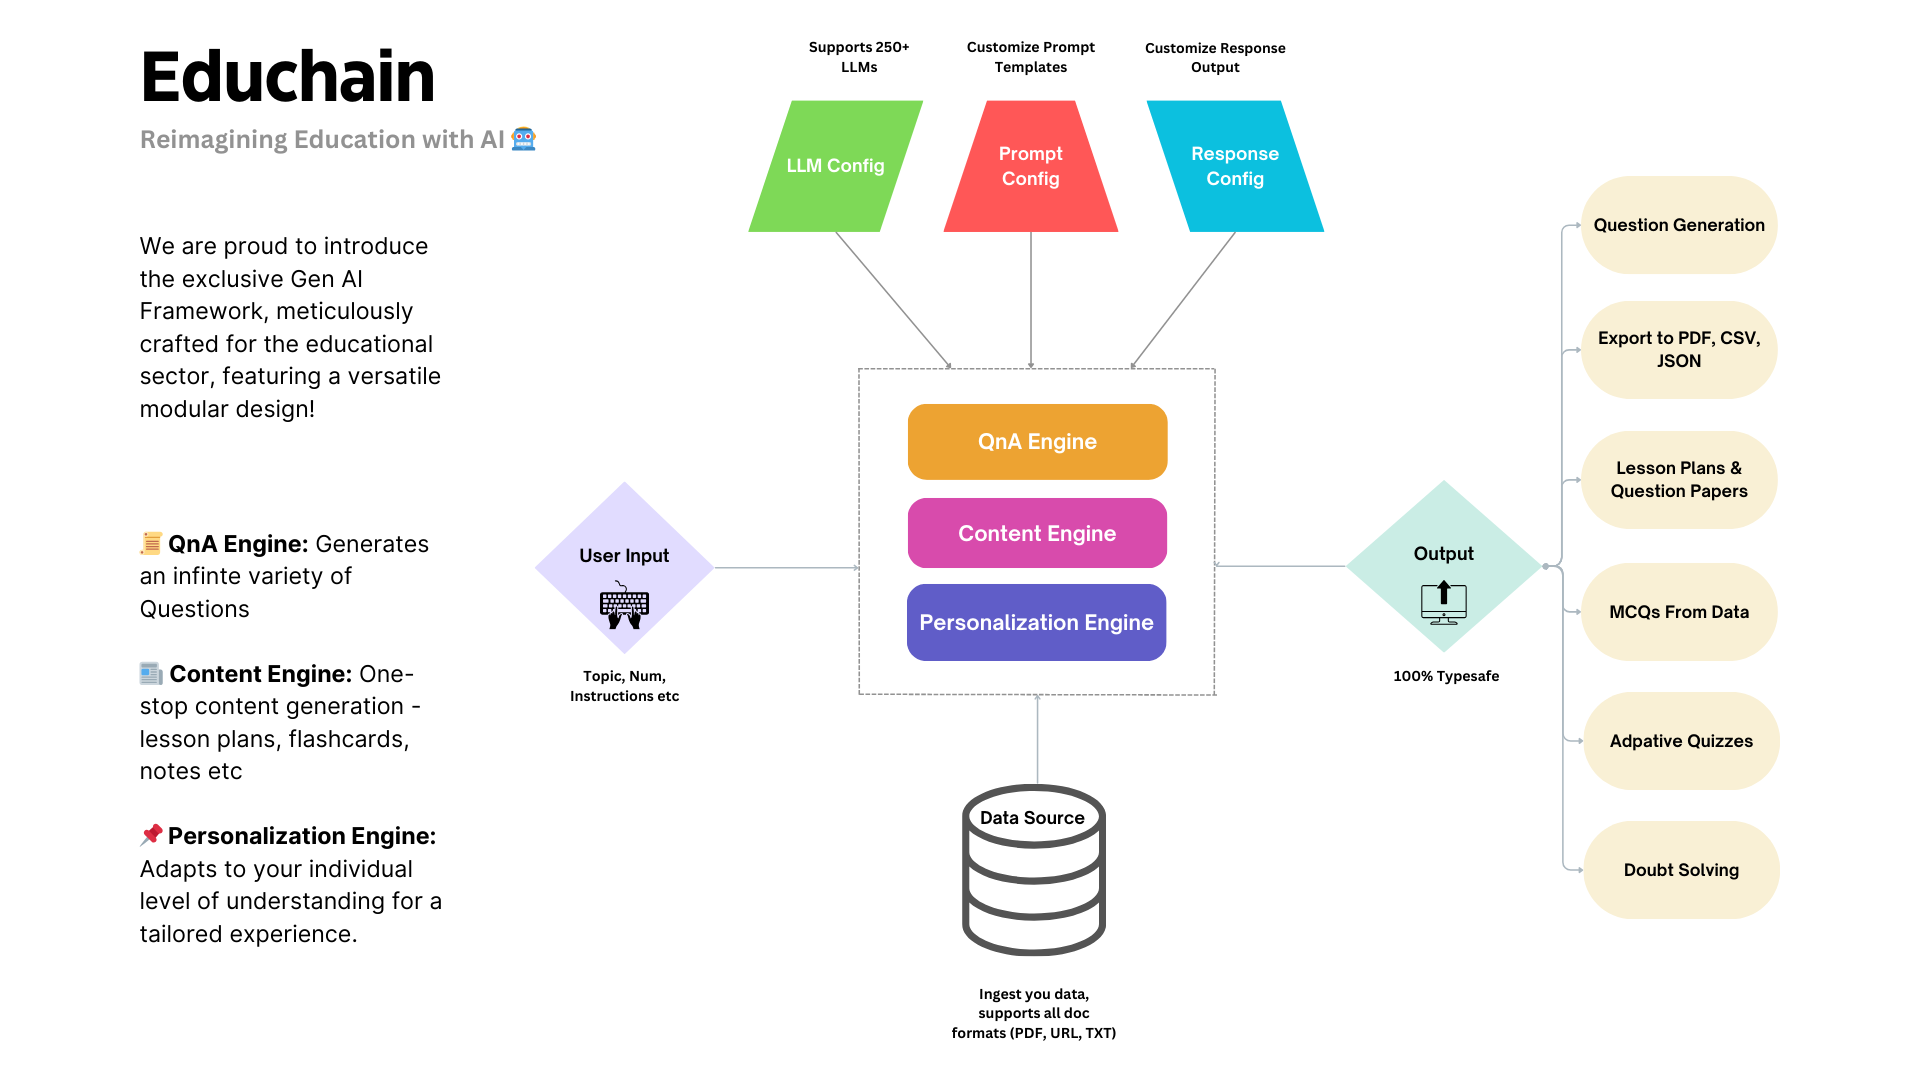 Educhain
Reimagining Education with AI
We are proud to introduce
the exclusive Gen AI
Framework, meticulously
crafted for the educational
sector, featuring a versatile
modular design!
QnA Engine: Generates
an infinte variety of
Questions
Content Engine: One-
stop content generation -
lesson plans, flashcards,
notes etc
Personalization Engine:
Adapts to your individual
level of understanding for a
tailored experience.
Supports 250+
LLMs
Customize Prompt
Templates
Customize Response
Output
LLM Config
Prompt
Config
Response
Config
User Input
Topic, Num,
Instructions etc
QnA Engine
Content Engine
Personalization Engine
Data Source
Ingest you data,
supports all doc
formats (PDF, URL, TXT)
Output
100% Typesafe
Question Generation
Export to PDF, CSV,
JSON
Lesson Plans &
Question Papers
MCQs From Data
Adpative Quizzes
Doubt Solving